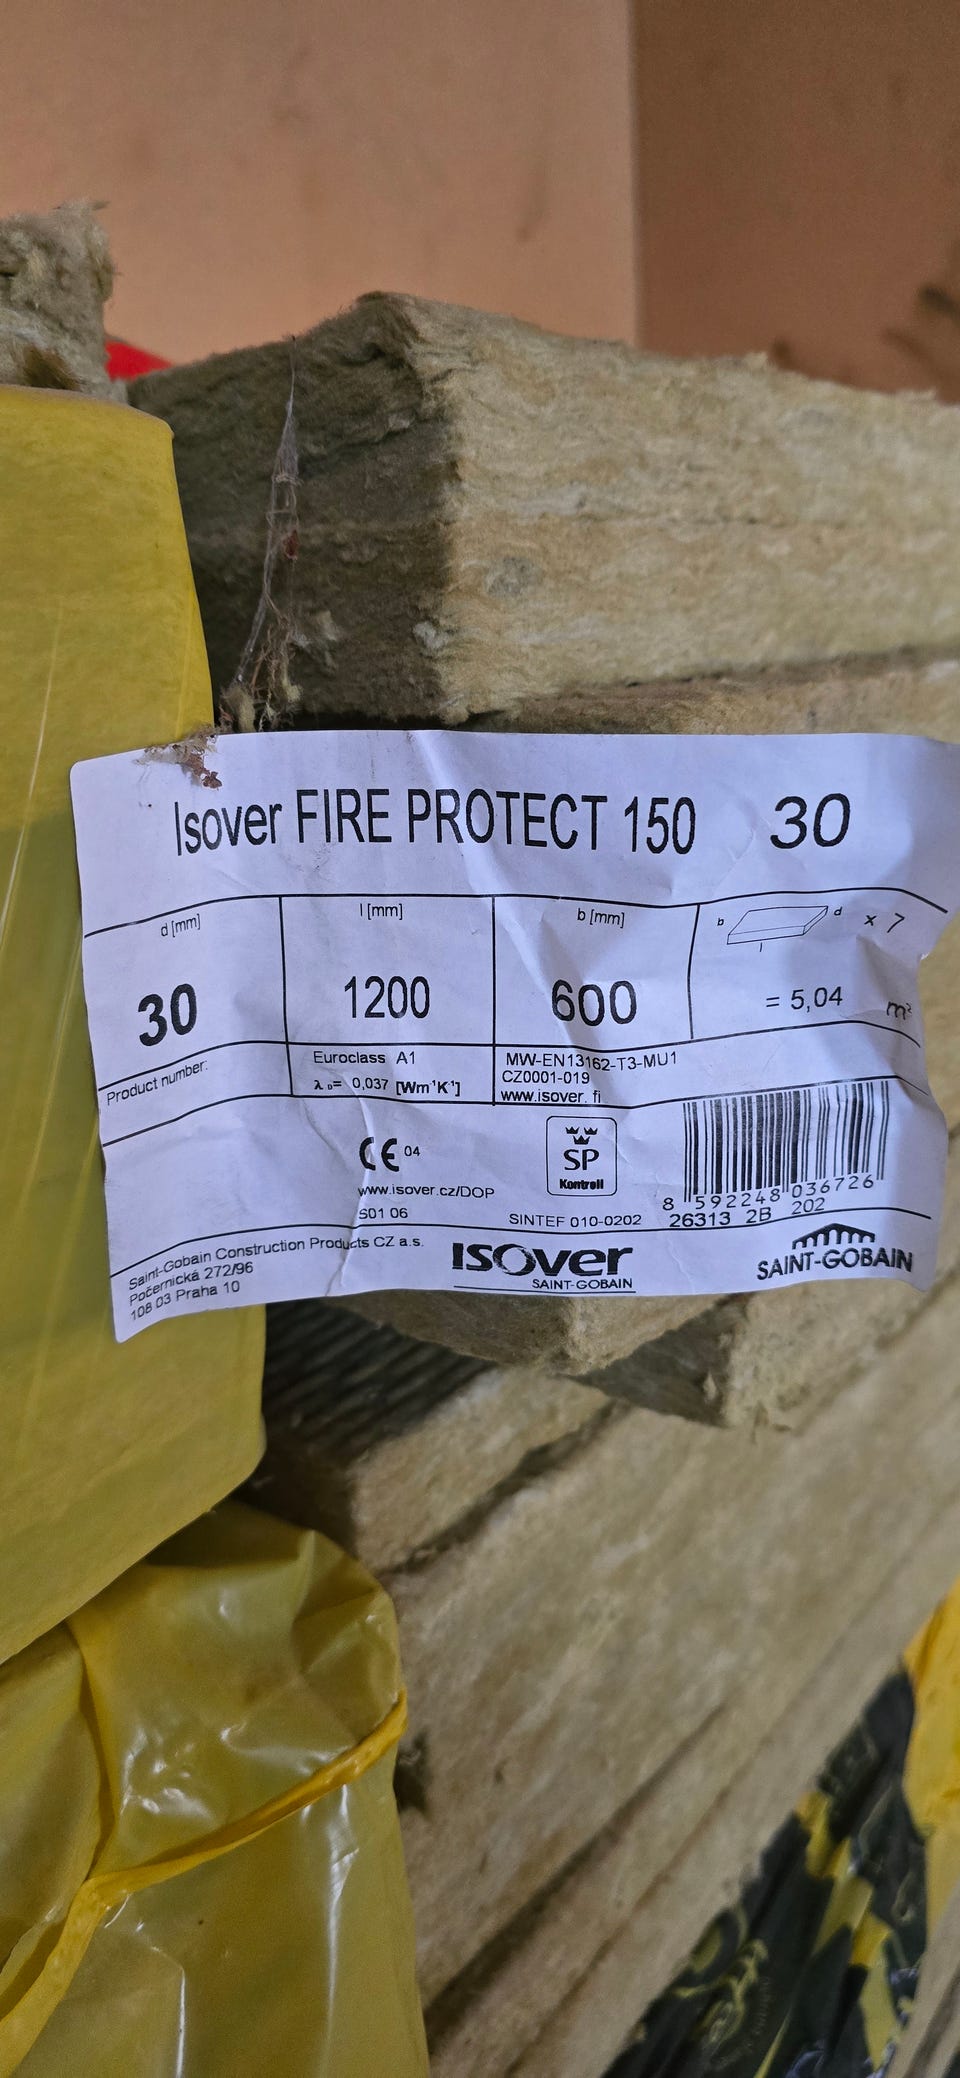 Isover FIRE PROTECT 150 30
d [mm] l [mm] b [mm] b d l x 7
30 1200 600 = 5,04 m²
Product number: Euroclass A1 MW-EN13162-T3-MU1
CZ0001-019
λ D= 0,037 [Wm⁻¹K⁻¹] www.isover. fi
CE 04
SP
Kontroll
www.isover.cz/DOP
S01 06
SINTEF 010-0202
8 592248 036726
26313 2B 202
Saint-Gobain Construction Products CZ a.s.
Počernická 272/96
108 03 Praha 10
ISOVER
SAINT-GOBAIN
SAINT-GOBAIN